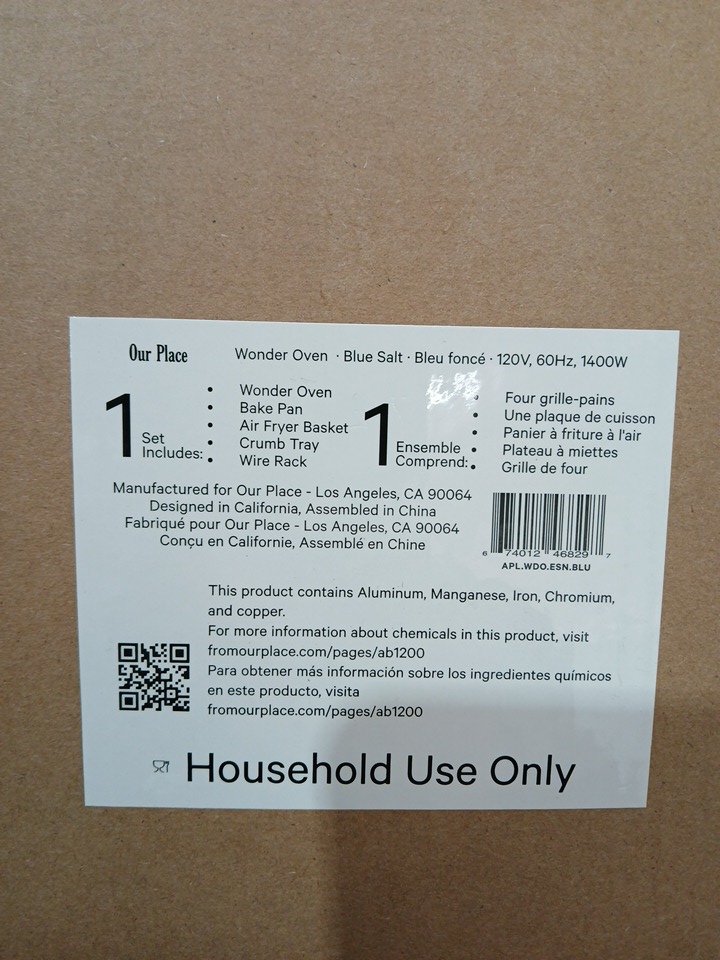 Our Place
Wonder Oven · Blue Salt · Bleu foncé · 120V, 60Hz, 1400W
1 Set Includes:
• Wonder Oven
• Bake Pan
• Air Fryer Basket
• Crumb Tray
• Wire Rack
1 Ensemble Comprend:
• Four grille-pains
• Une plaque de cuisson
• Panier à friture à l'air
• Plateau à miettes
• Grille de four
Manufactured for Our Place - Los Angeles, CA 90064
Designed in California, Assembled in China
Fabriqué pour Our Place - Los Angeles, CA 90064
Conçu en Californie, Assemblé en Chine
6 74012 46829 7
APL.WDO.ESN.BLU
This product contains Aluminum, Manganese, Iron, Chromium,
and copper.
For more information about chemicals in this product, visit
fromourplace.com/pages/ab1200
Para obtener más información sobre los ingredientes químicos
en este producto, visita
fromourplace.com/pages/ab1200
Household Use Only